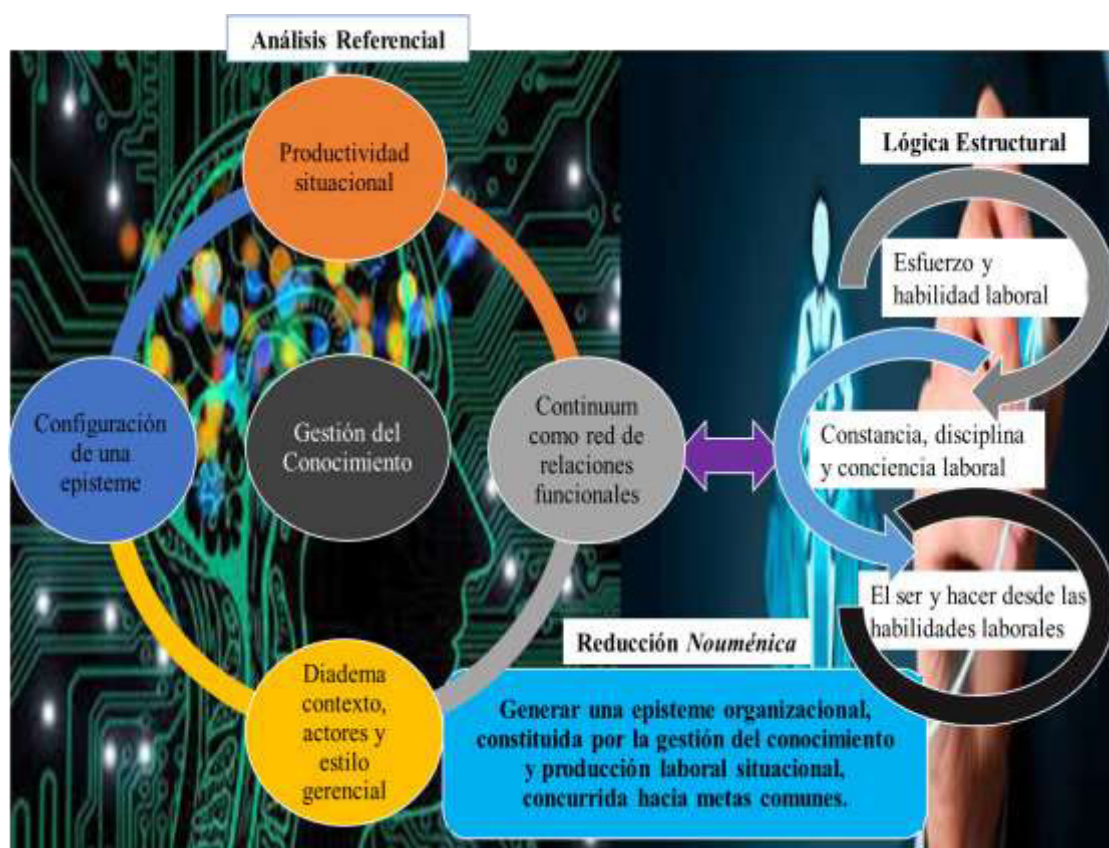 Análisis Referencial
Productividad
situacional
Configuración
de una
episteme
Gestión del
Conocimiento
Continuum
como red de
relaciones
funcionales
Diadema
contexto,
actores y
estilo
gerencial
Lógica Estructural
Esfuerzo y
habilidad laboral
Constancia, disciplina
y conciencia laboral
El ser y hacer desde las
habilidades laborales
Reducción Nouménica
Generar una episteme organizacional,
constituida por la gestión del conocimiento
y producción laboral situacional,
concurrida hacia metas comunes.